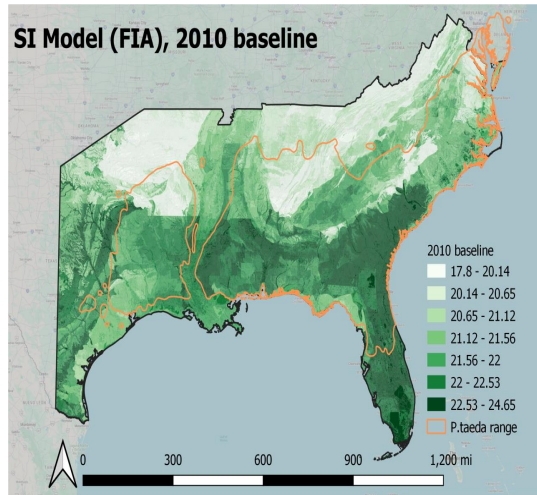 SI Model (FIA), 2010 baseline
2010 baseline
17.8 - 20.14
20.14 - 20.65
20.65 - 21.12
21.12 - 21.56
21.56 - 22
22 - 22.53
22.53 - 24.65
P.taeda range
0 300 600 900 1,200 mi